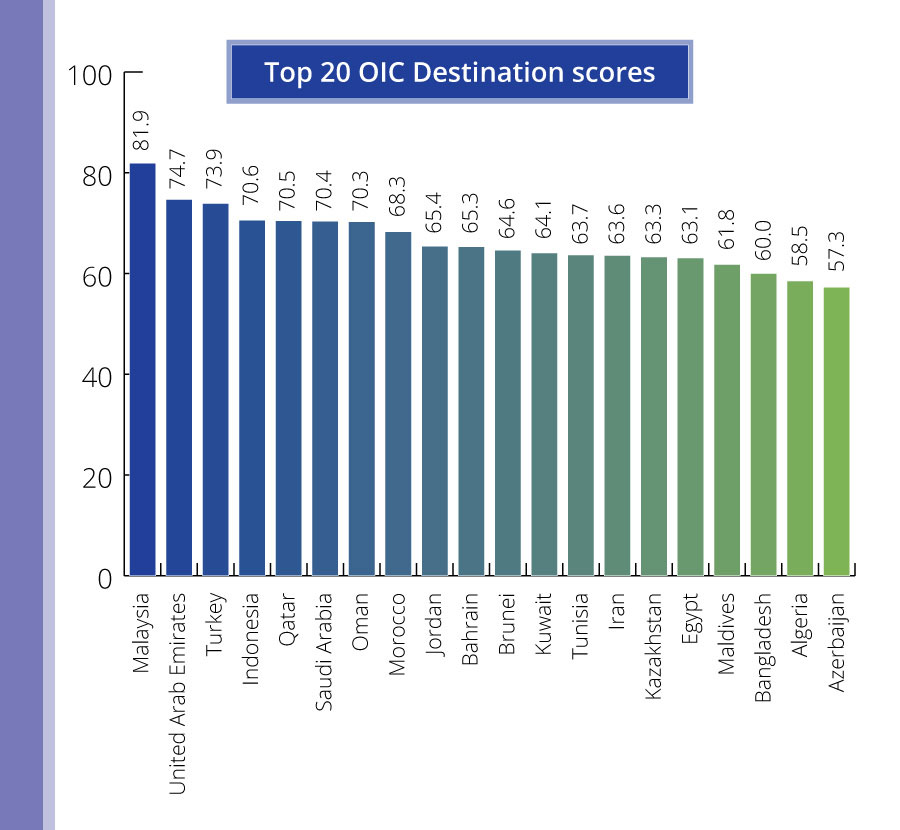 Top 20 OIC Destination scores
100
80
60
40
20
0
81.9
74.7
73.9
70.6
70.5
70.4
70.3
68.3
65.4
65.3
64.6
64.1
63.7
63.6
63.3
63.1
61.8
60.0
58.5
57.3
Malaysia
United Arab Emirates
Turkey
Indonesia
Qatar
Saudi Arabia
Oman
Morocco
Jordan
Bahrain
Brunei
Kuwait
Tunisia
Iran
Kazakhstan
Egypt
Maldives
Bangladesh
Algeria
Azerbaijan